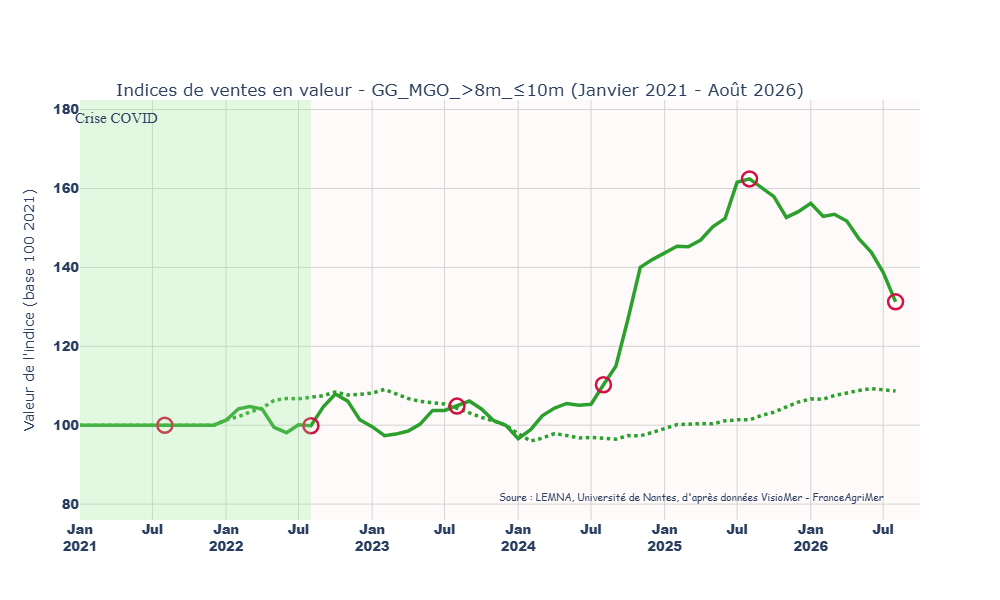 Indices de ventes en valeur - GG_MGO_>8m_≤10m (Janvier 2021 - Août 2026)
Crise COVID
Valeur de l'indice (base 100 2021)
180
160
140
120
100
80
Soure : LEMNA, Université de Nantes, d'après données VisioMer - FranceAgriMer
Jan Jul Jan Jul Jan Jul Jan Jul Jan Jul Jan Jul
2021 2022 2023 2024 2025 2026